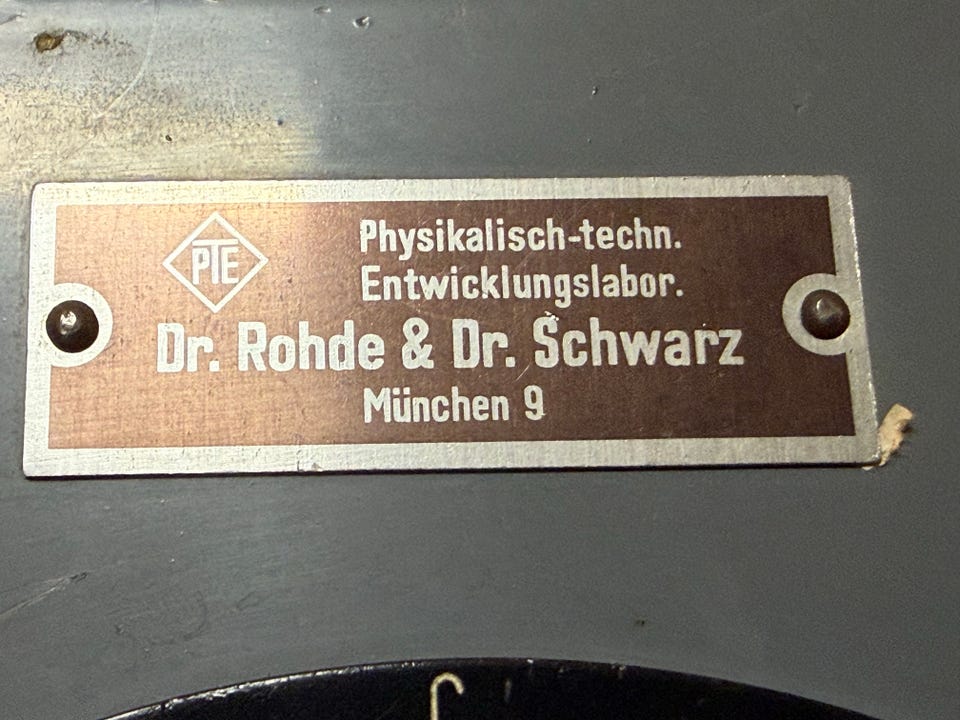 PTE
Physikalisch-techn.
Entwicklungslabor.
Dr. Rohde & Dr. Schwarz
München 9